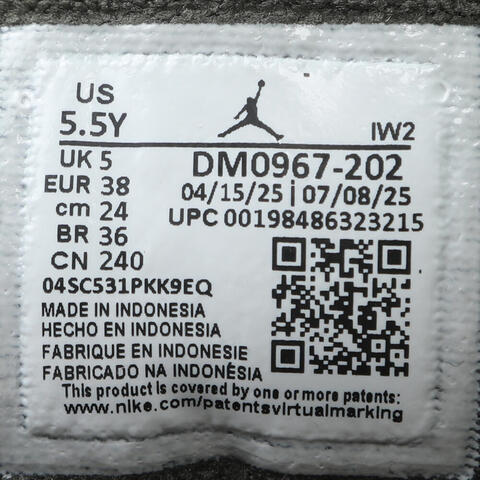 US
5.5Y
IW2
UK 5
EUR 38
cm 24
BR 36
CN 240
DM0967-202
04/15/25 | 07/08/25
UPC 00198486323215
04SC531PKK9EQ
MADE IN INDONESIA
HECHO EN INDONESIA
FABRIQUE EN INDONESIE
FABRICADO NA INDONÉSIA
This product is covered by one or more patents:
www.nike.com/patentsvirtualmarking